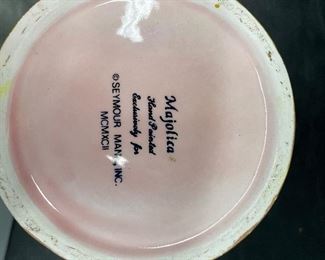 Majolica
Hand Painted
Exclusively for
© SEYMOUR MANN, INC.
MCMXCII